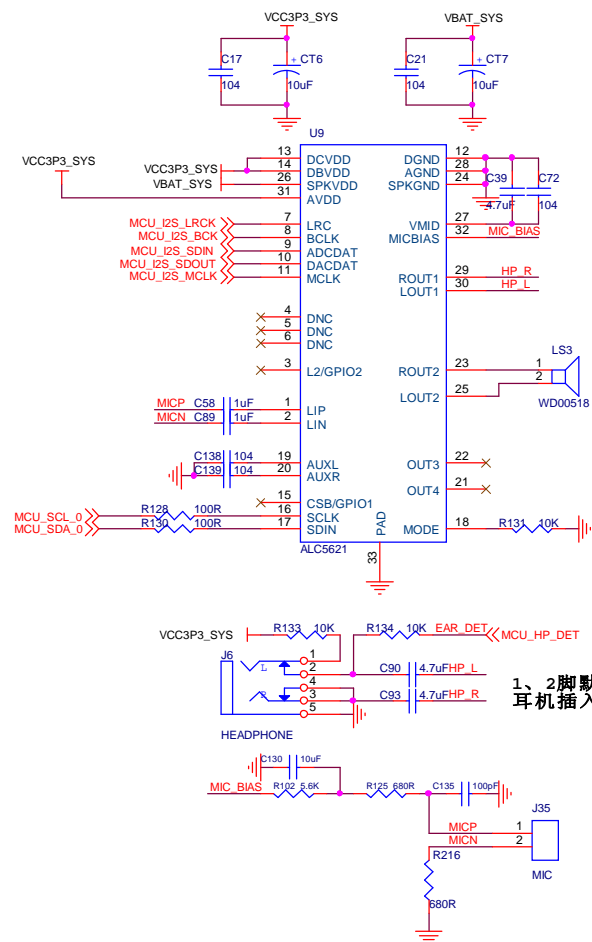 VCC3P3_SYS
VBAT_SYS
C17
104
+ CT6
10uF
C21
104
+ CT7
10uF
U9
VCC3P3_SYS
VCC3P3_SYS
VBAT_SYS
13 DCVDD
14 DBVDD
26 SPKVDD
31 AVDD
DGND 12
AGND 28
SPKGND 24
C39
4.7uF
C72
104
MCU_I2S_LRCK 7 LRC
MCU_I2S_BCK 8 BCLK
MCU_I2S_SDIN 9 ADCDAT
MCU_I2S_SDOUT 10 DACDAT
MCU_I2S_MCLK 11 MCLK
VMID 27
MICBIAS 32 MIC_BIAS
ROUT1 29 HP_R
LOUT1 30 HP_L
4 DNC
5 DNC
6 DNC
3 L2/GPIO2
ROUT2 23
LOUT2 25
1
2
LS3
WD00518
MICP C58 1uF 1 LIP
MICN C89 1uF 2 LIN
C138 104 19 AUXL
C139 104 20 AUXR
OUT3 22
OUT4 21
15 CSB/GPIO1
MCU_SCL_0 R128 100R 16 SCLK
MCU_SDA_0 R130 100R 17 SDIN
MODE 18 R131 10K
PAD
33
ALC5621
VCC3P3_SYS R133 10K
R134 10K EAR_DET MCU_HP_DET
J6
L
R
1
2
4
3
5
C90 4.7uF HP_L
C93 4.7uF HP_R
HEADPHONE
1、2脚默
耳机插入
C130 10uF
MIC_BIAS R102 5.6K R125 680R C135 100pF
J35
MICP 1
MICN 2
R216
680R
MIC